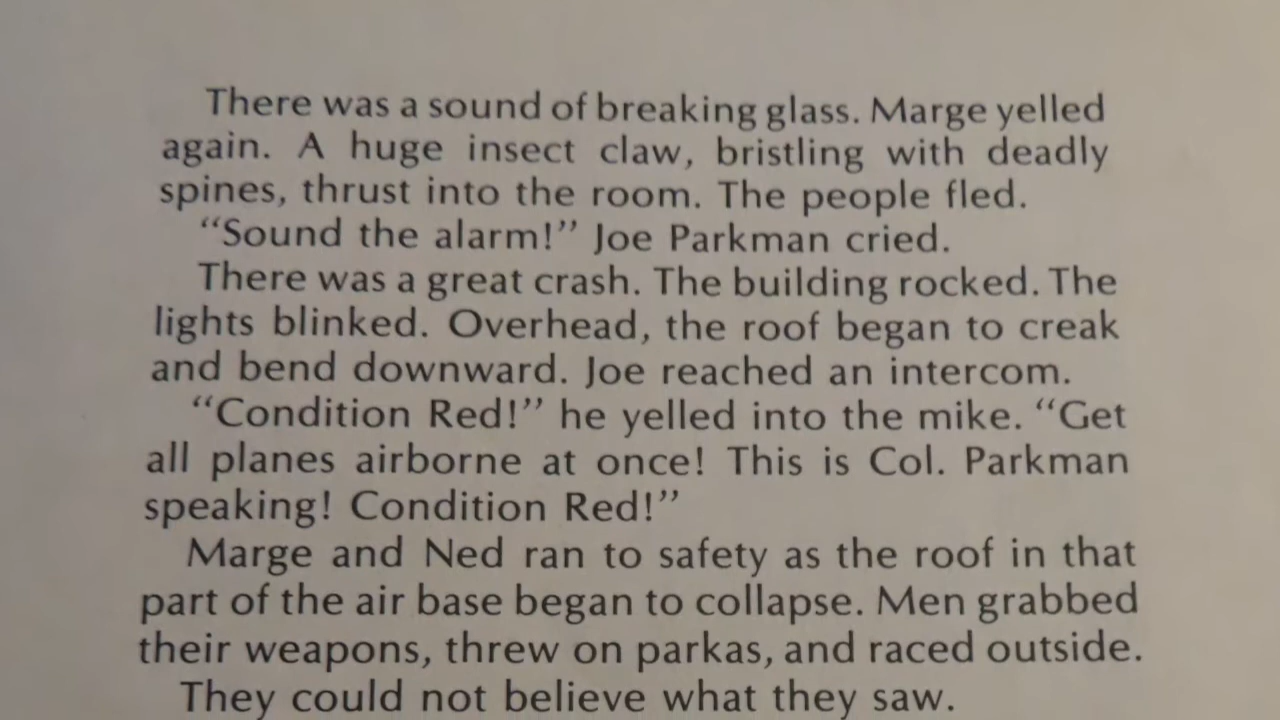 There was a sound of breaking glass. Marge yelled
again. A huge insect claw, bristling with deadly
spines, thrust into the room. The people fled.
“Sound the alarm!” Joe Parkman cried.
There was a great crash. The building rocked. The
lights blinked. Overhead, the roof began to creak
and bend downward. Joe reached an intercom.
“Condition Red!” he yelled into the mike. “Get
all planes airborne at once! This is Col. Parkman
speaking! Condition Red!”
Marge and Ned ran to safety as the roof in that
part of the air base began to collapse. Men grabbed
their weapons, threw on parkas, and raced outside.
They could not believe what they saw.